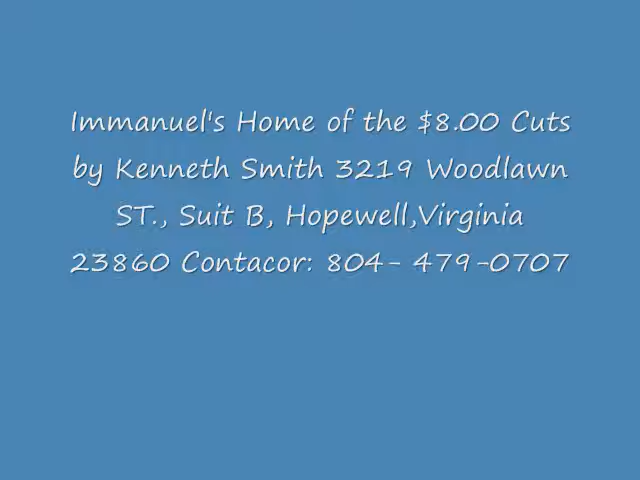 Immanuel's Home of the $8.00 Cuts
by Kenneth Smith 3219 Woodlawn
ST., Suit B, Hopewell,Virginia
23860 Contacor: 804- 479-0707